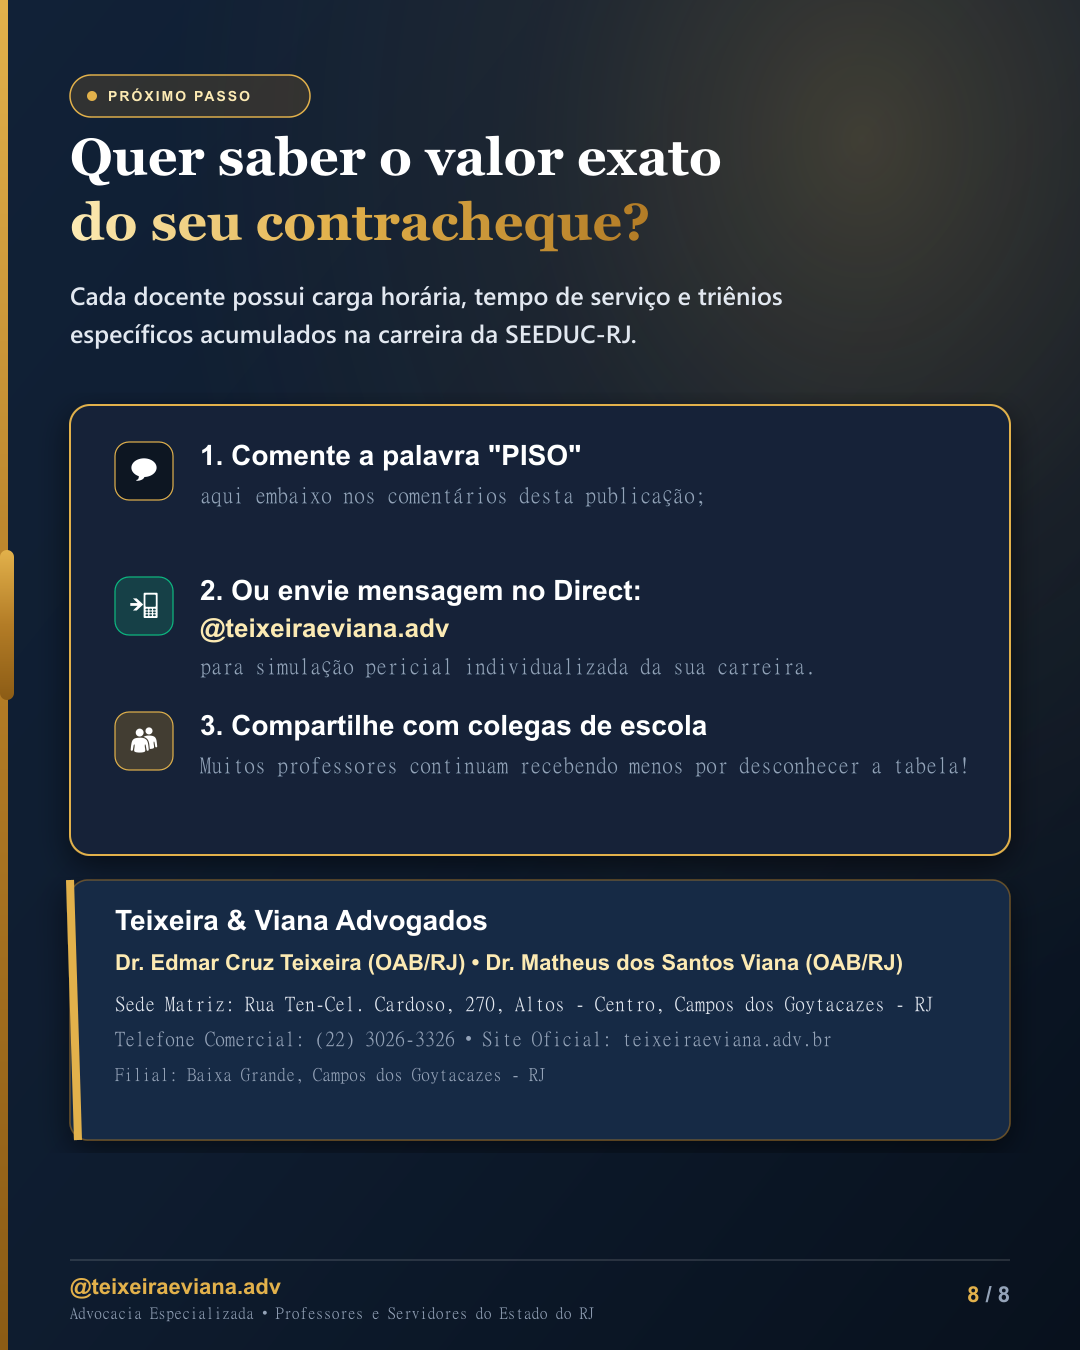 PRÓXIMO PASSO
Quer saber o valor exato
do seu contracheque?
Cada docente possui carga horária, tempo de serviço e triênios
específicos acumulados na carreira da SEEDUC-RJ.
1. Comente a palavra "PISO"
aqui embaixo nos comentários desta publicação;
2. Ou envie mensagem no Direct:
@teixeiraeviana.adv
para simulação pericial individualizada da sua carreira.
3. Compartilhe com colegas de escola
Muitos professores continuam recebendo menos por desconhecer a tabela!
Teixeira & Viana Advogados
Dr. Edmar Cruz Teixeira (OAB/RJ) • Dr. Matheus dos Santos Viana (OAB/RJ)
Sede Matriz: Rua Ten-Cel. Cardoso, 270, Altos - Centro, Campos dos Goytacazes - RJ
Telefone Comercial: (22) 3026-3326 • Site Oficial: teixeiraeviana.adv.br
Filial: Baixa Grande, Campos dos Goytacazes - RJ
@teixeiraeviana.adv
Advocacia Especializada • Professores e Servidores do Estado do RJ
8 / 8